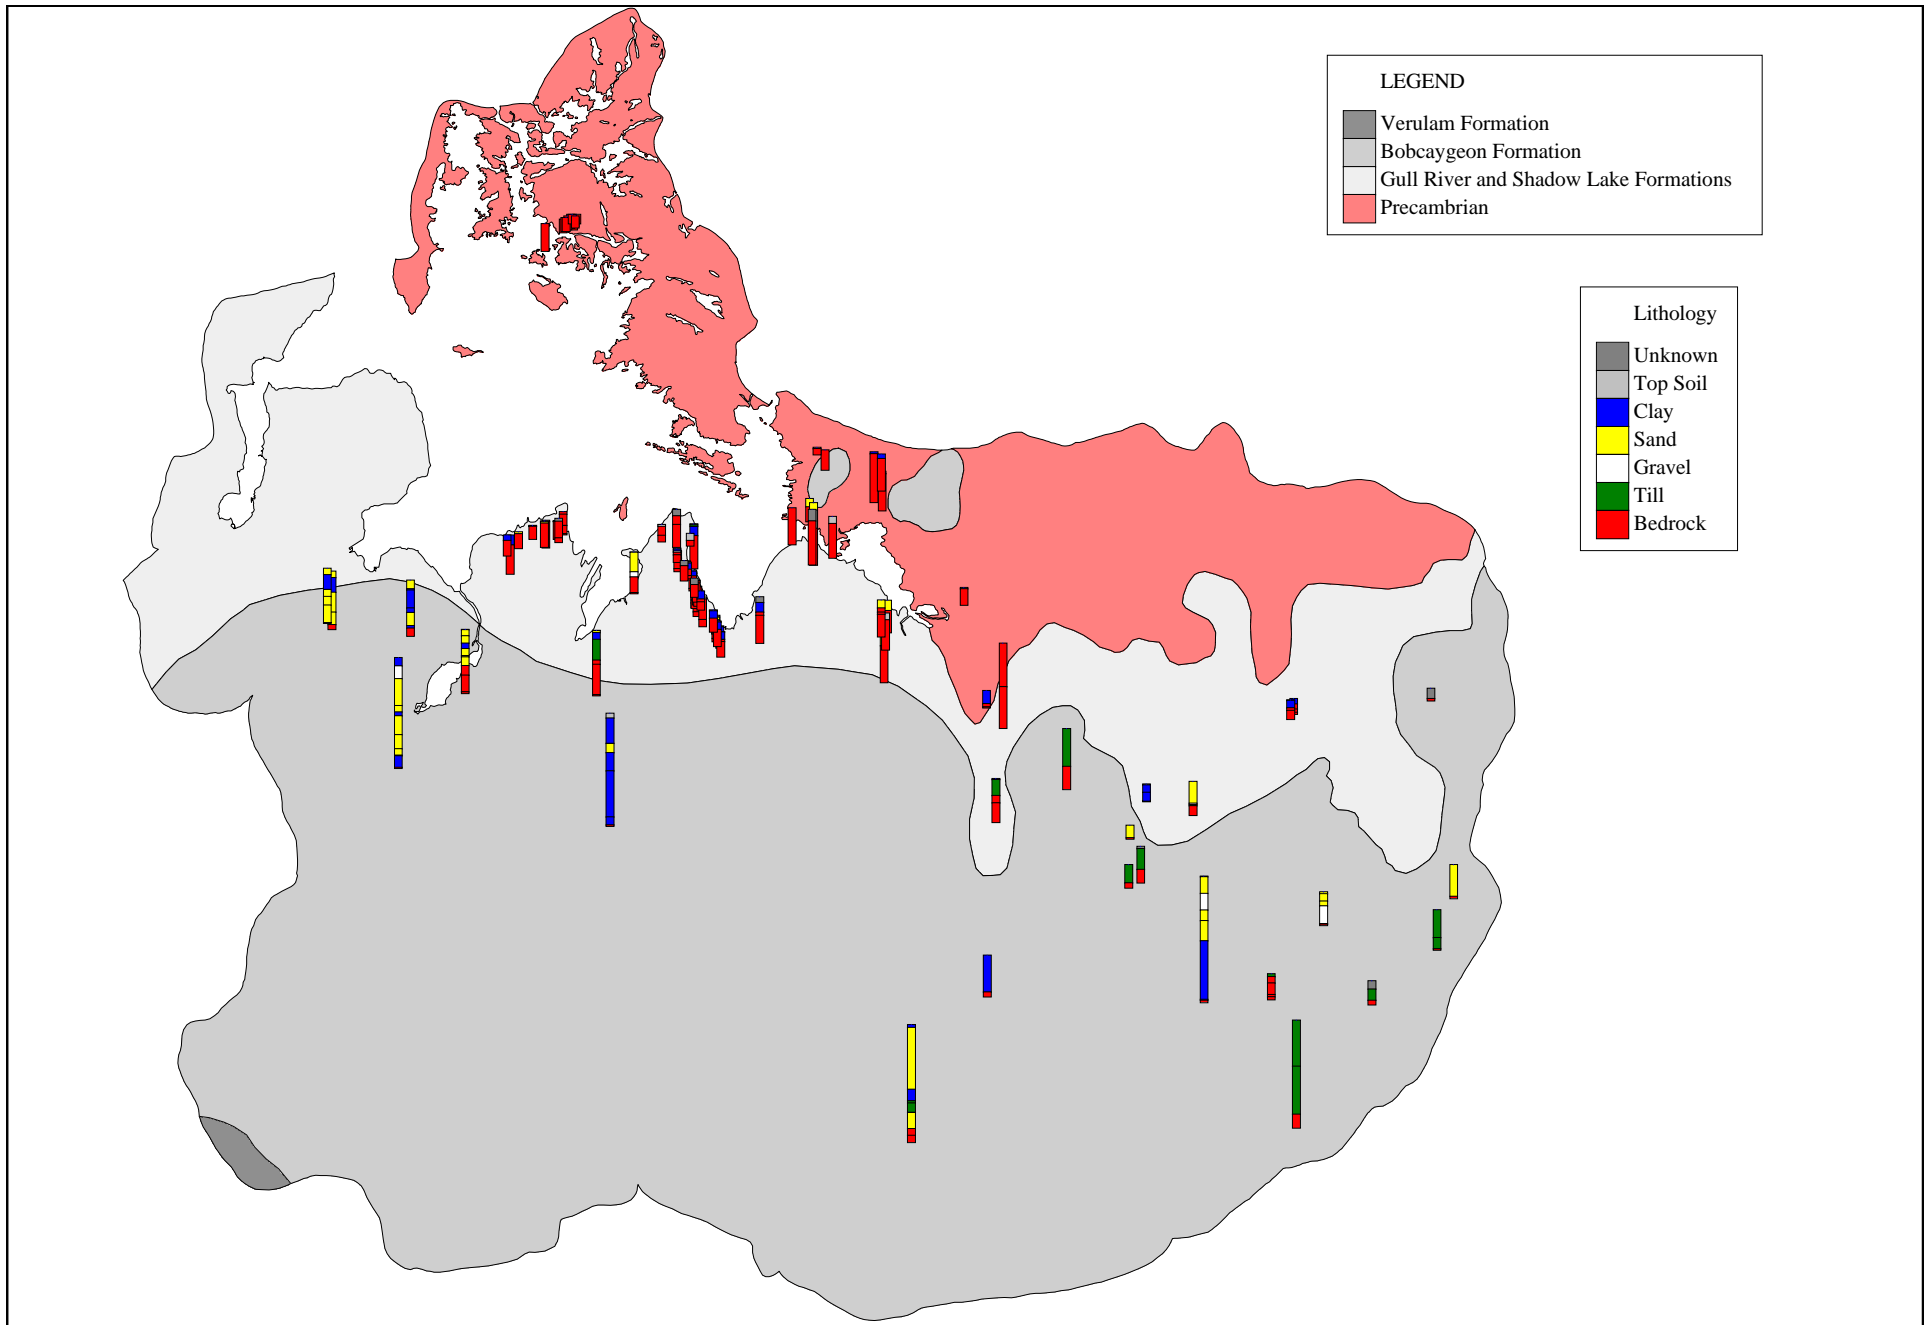 LEGEND
Verulam Formation
Bobcaygeon Formation
Gull River and Shadow Lake Formations
Precambrian
Lithology
Unknown
Top Soil
Clay
Sand
Gravel
Till
Bedrock